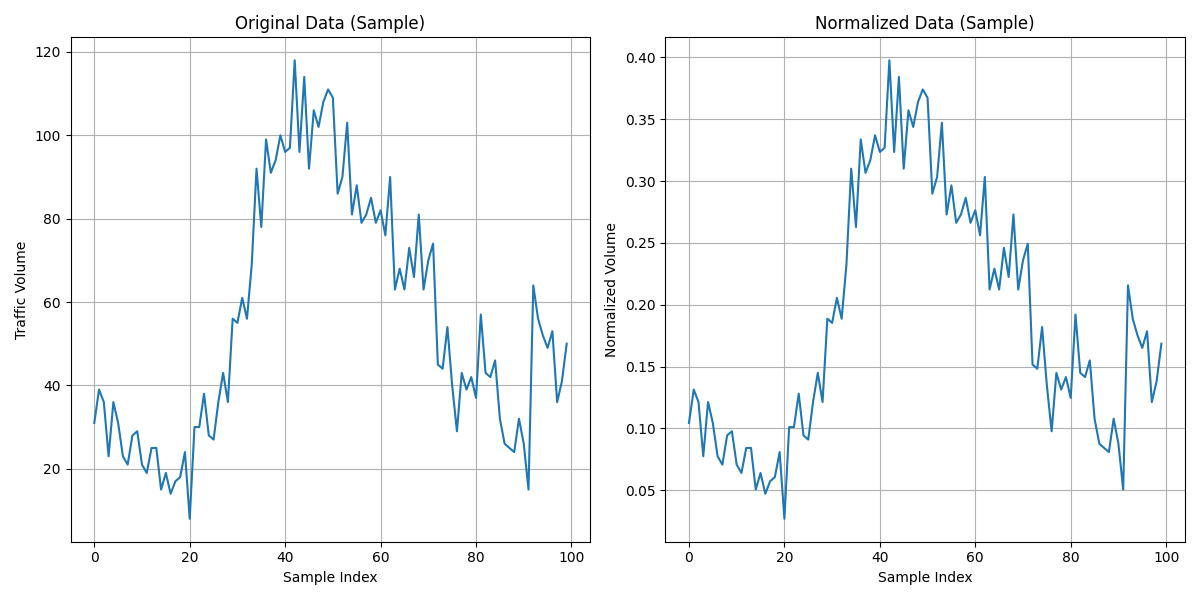 Original Data (Sample)
120
100
80
60
40
20
Traffic Volume
0 20 40 60 80 100
Sample Index
Normalized Data (Sample)
0.40
0.35
0.30
0.25
0.20
0.15
0.10
0.05
Normalized Volume
0 20 40 60 80 100
Sample Index